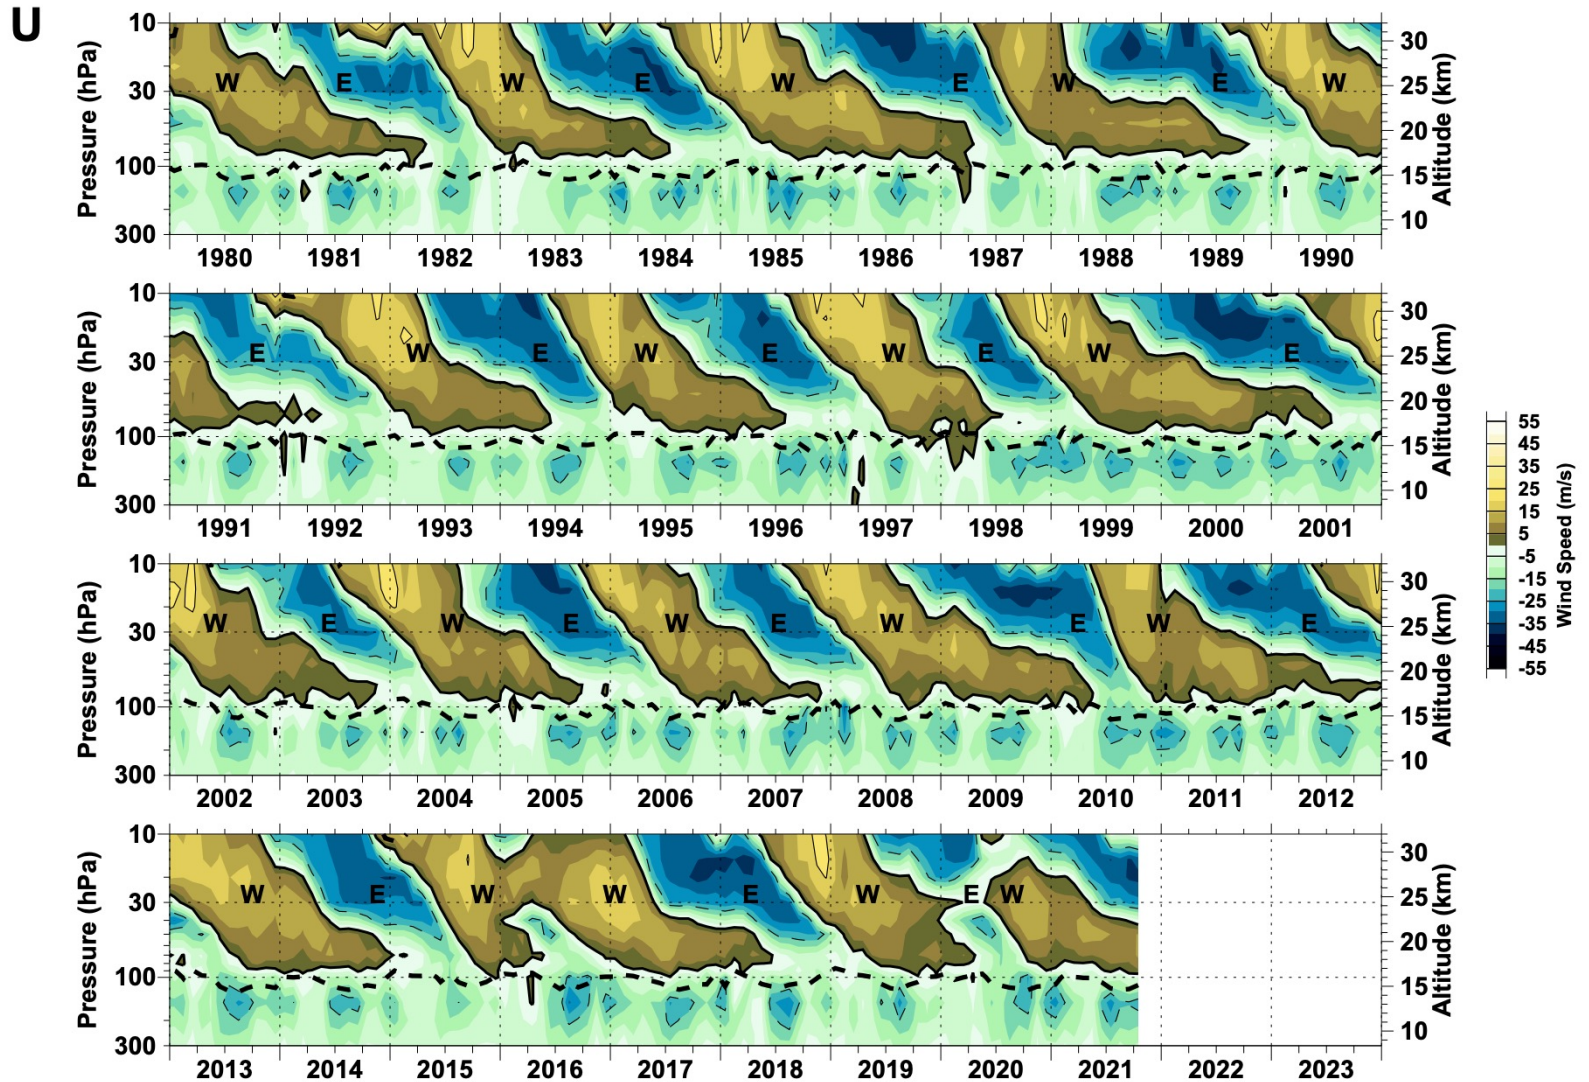 U
Pressure (hPa)
10
30
100
300
W E W E W E W E W
30
25
20
15
10
Altitude (km)
1980 1981 1982 1983 1984 1985 1986 1987 1988 1989 1990
Pressure (hPa)
10
30
100
300
E W E W E W E W E
30
25
20
15
10
Altitude (km)
1991 1992 1993 1994 1995 1996 1997 1998 1999 2000 2001
55
45
35
25
15
5
-5
-15
-25
-35
-45
-55
Wind Speed (m/s)
Pressure (hPa)
10
30
100
300
W E W E W E W E W E
30
25
20
15
10
Altitude (km)
2002 2003 2004 2005 2006 2007 2008 2009 2010 2011 2012
Pressure (hPa)
10
30
100
300
W E W W E W E W
30
25
20
15
10
Altitude (km)
2013 2014 2015 2016 2017 2018 2019 2020 2021 2022 2023